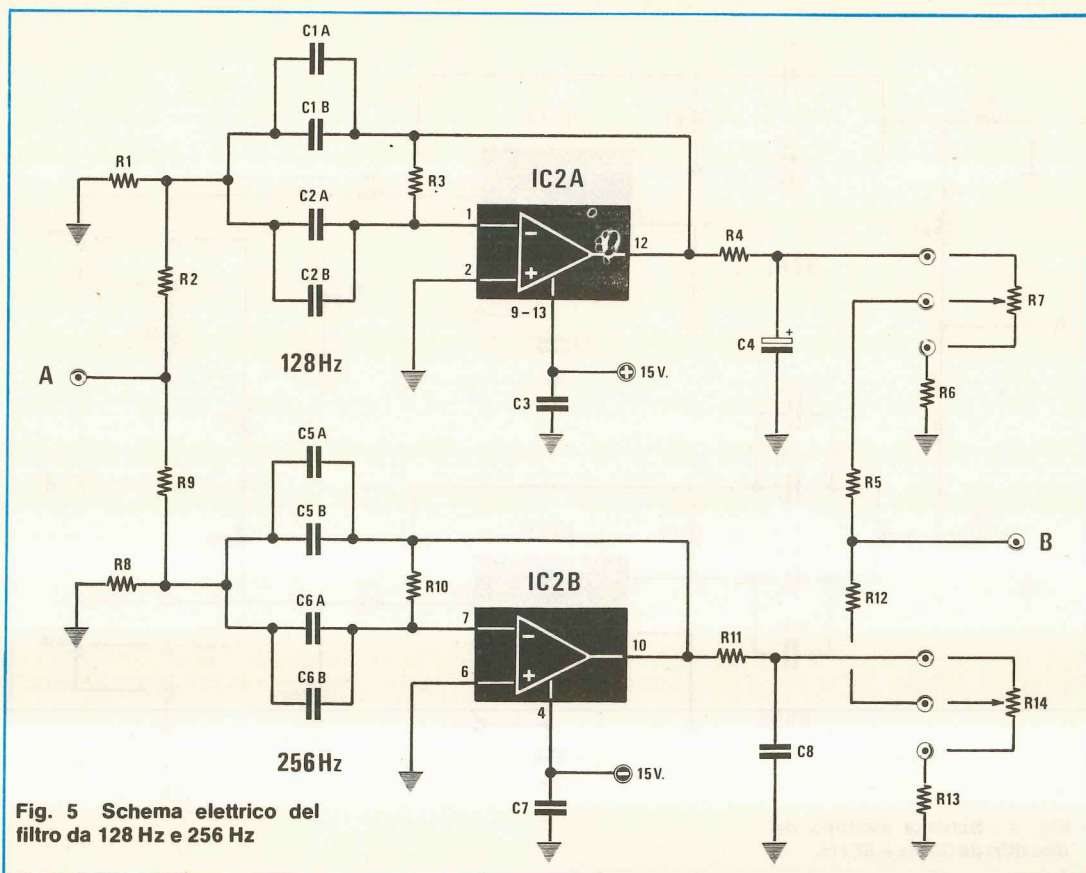 C1 A
C1 B
R1
R3
IC2A
C2 A
1
-
12
R4
R2
2
+
C2 B
9-13
R7
128Hz
+
C4
A
15 V.
C3
R6
C5 A
R9
C5 B
R5
R8
R10
IC2B
B
C6 A
7
-
10
R11
R12
6
+
C6 B
4
R14
256Hz
C8
15 V.
C7
R13
Fig. 5 Schema elettrico del
filtro da 128 Hz e 256 Hz